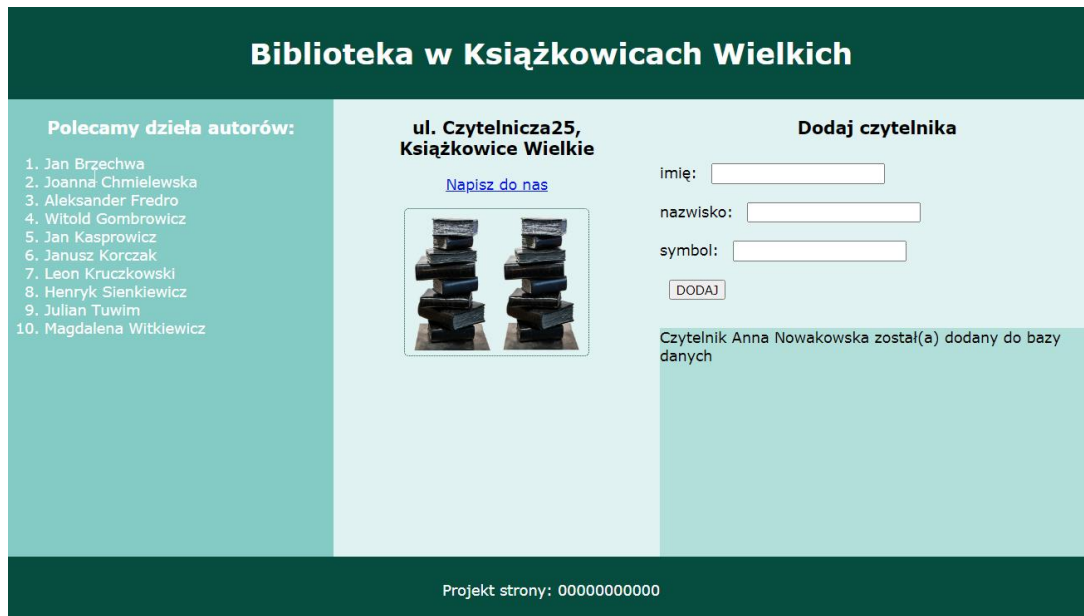 Biblioteka w Książkowicach Wielkich
Polecamy dzieła autorów:
1. Jan Brzechwa
2. Joanna Chmielewska
3. Aleksander Fredro
4. Witold Gombrowicz
5. Jan Kasprowicz
6. Janusz Korczak
7. Leon Kruczkowski
8. Henryk Sienkiewicz
9. Julian Tuwim
10. Magdalena Witkiewicz
ul. Czytelnicza25,
Książkowice Wielkie
Napisz do nas
Dodaj czytelnika
imię:
nazwisko:
symbol:
DODAJ
Czytelnik Anna Nowakowska został(a) dodany do bazy
danych
Projekt strony: 00000000000